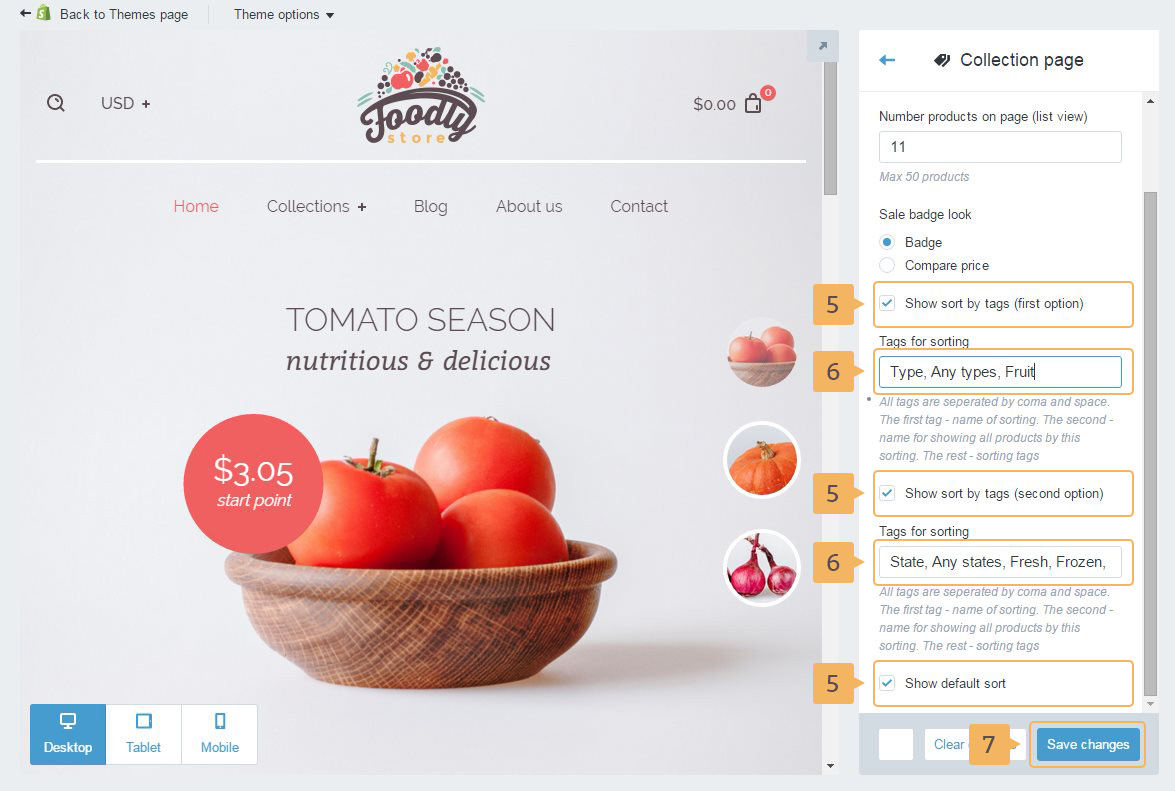 Back to Themes page
Theme options
USD +
Foodly
store
$0.00
0
Home
Collections +
Blog
About us
Contact
TOMATO SEASON
nutritious & delicious
$3.05
start point
Desktop
Tablet
Mobile
Collection page
Number products on page (list view)
11
Max 50 products
Sale badge look
Badge
Compare price
5
Show sort by tags (first option)
Tags for sorting
6
Type, Any types, Fruit
All tags are seperated by coma and space.
The first tag - name of sorting. The second -
name for showing all products by this
sorting. The rest - sorting tags
5
Show sort by tags (second option)
Tags for sorting
6
State, Any states, Fresh, Frozen,
All tags are seperated by coma and space.
The first tag - name of sorting. The second -
name for showing all products by this
sorting. The rest - sorting tags
5
Show default sort
Clear
7
Save changes